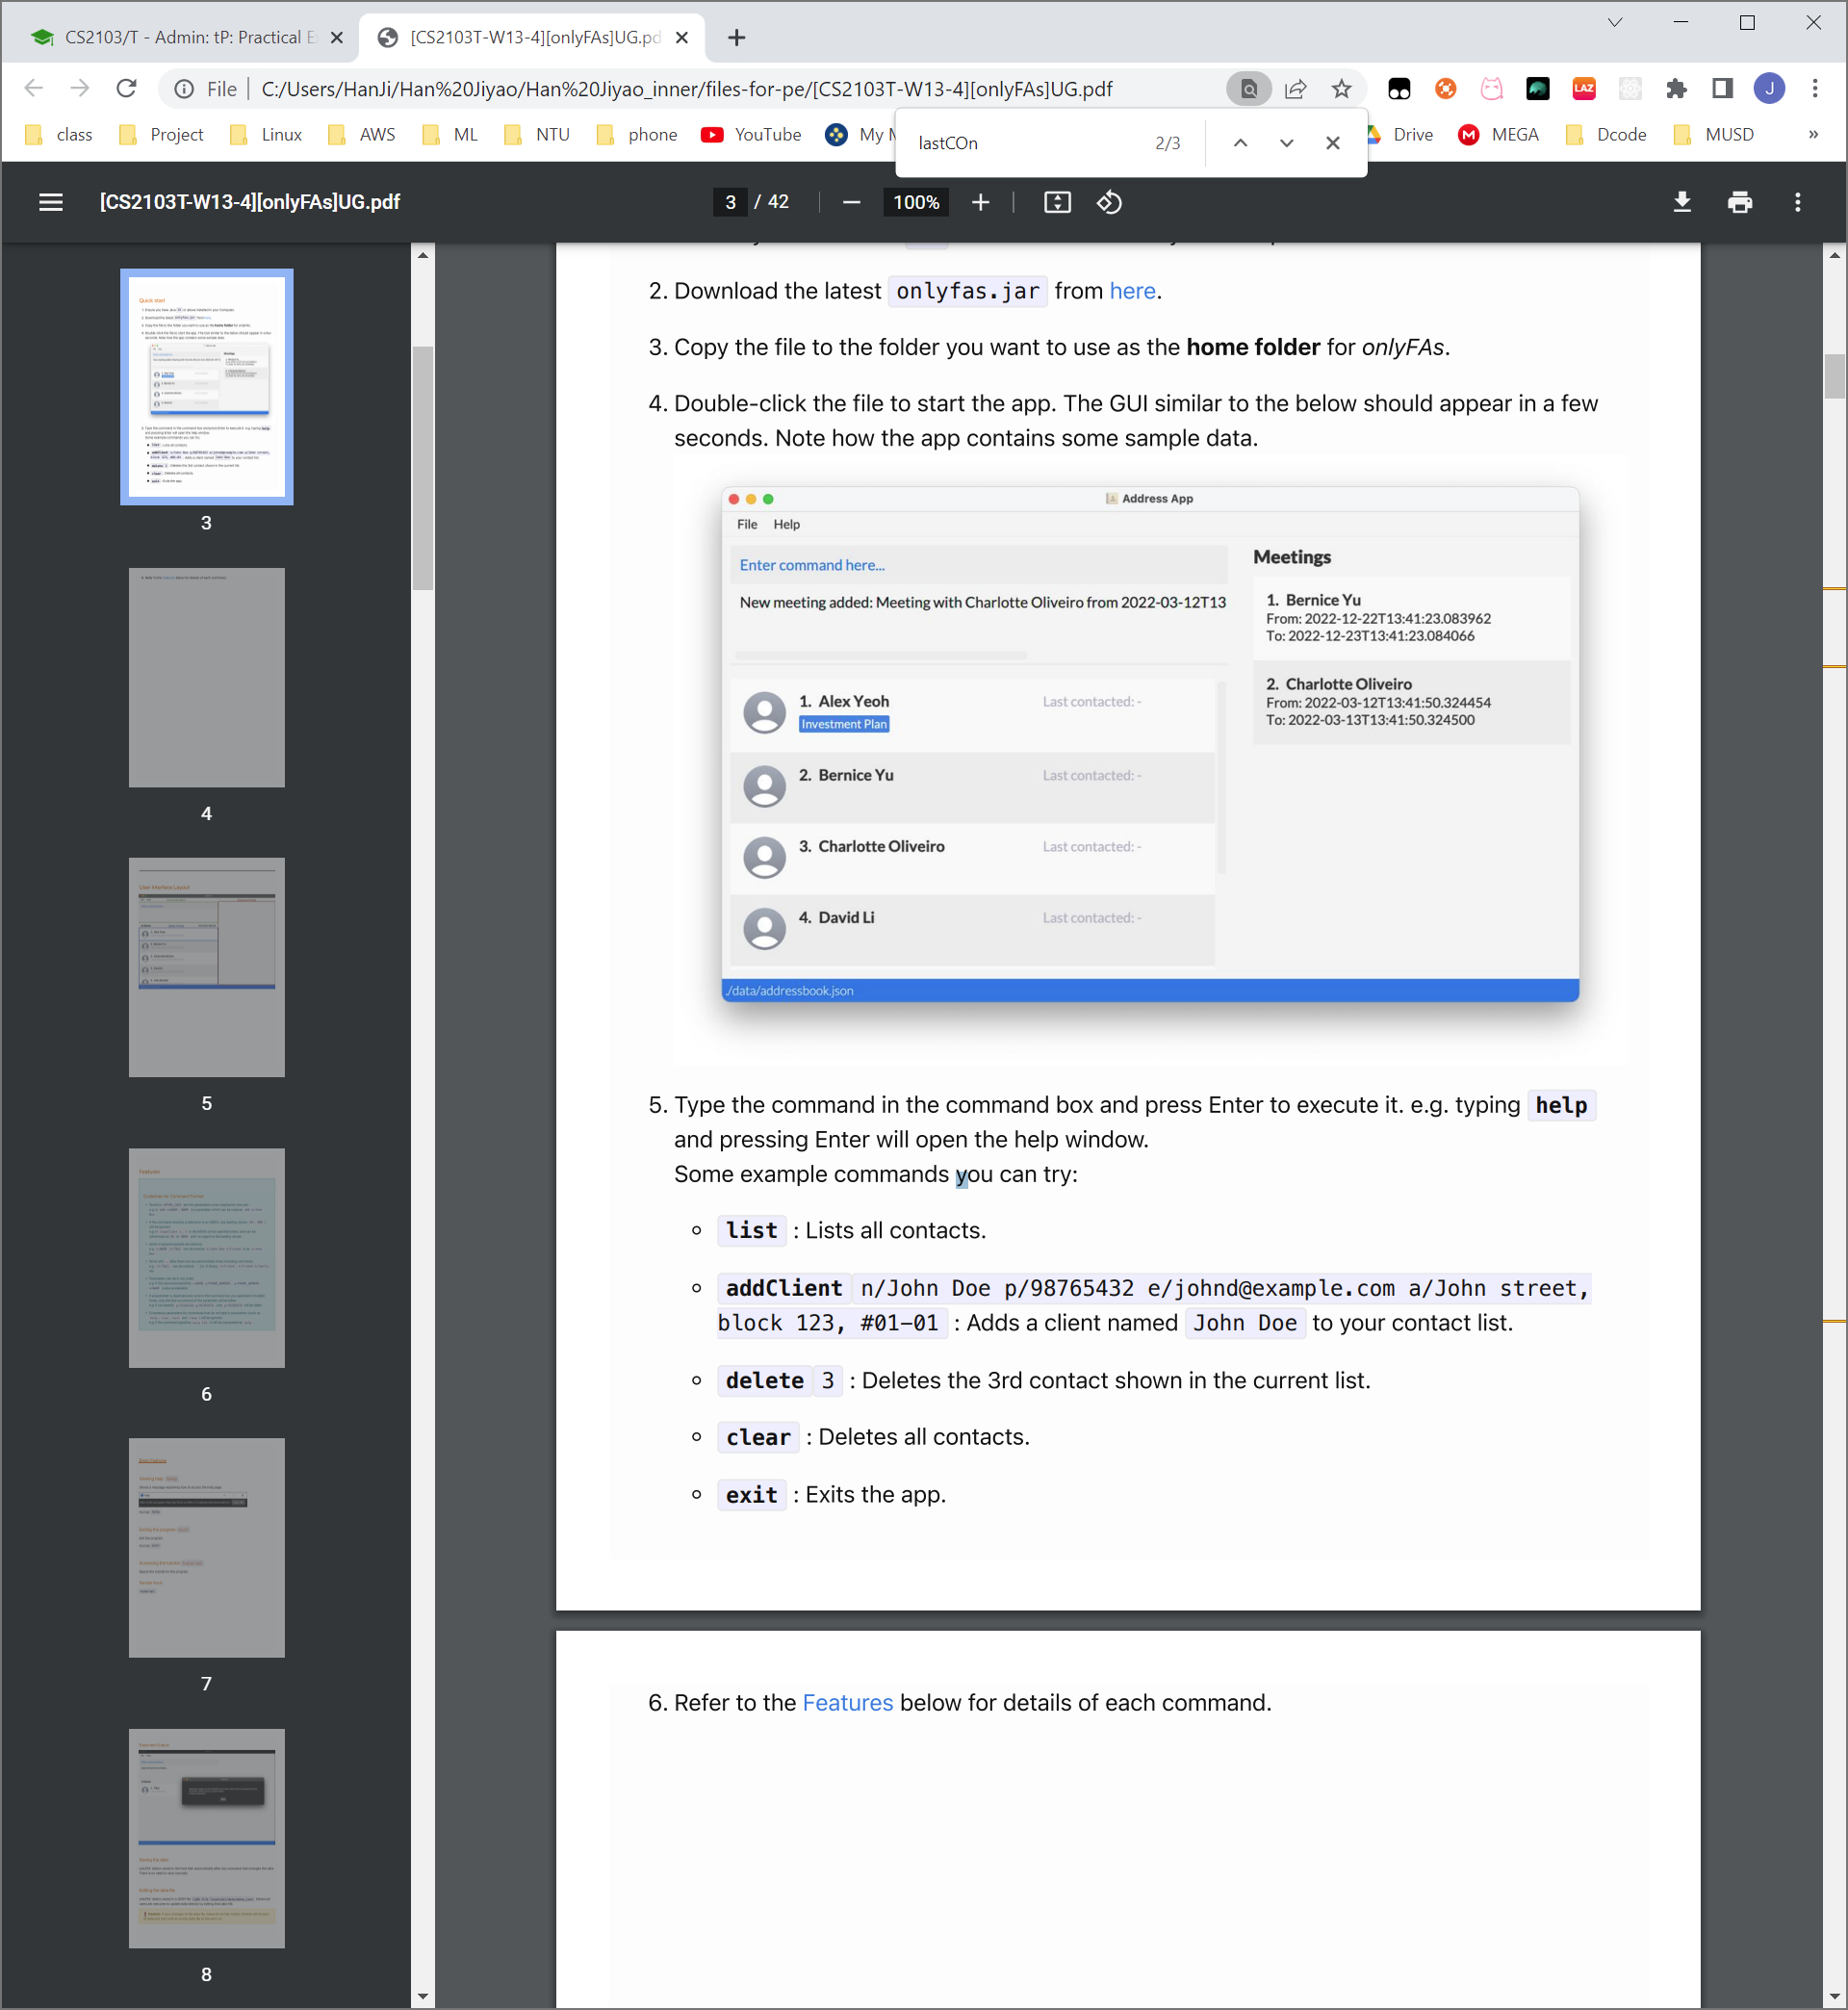 CS2103/T - Admin: tP: Practical E
[CS2103T-W13-4][onlyFAs]UG.pd
File
C:/Users/HanJi/Han%20Jiyao/Han%20Jiyao_inner/files-for-pe/[CS2103T-W13-4][onlyFAs]UG.pdf
LAZ
J
class
Project
Linux
AWS
ML
NTU
phone
YouTube
My
Drive
MEGA
Dcode
MUSD
»
lastCOn
2/3
[CS2103T-W13-4][onlyFAs]UG.pdf
3 / 42
100%
2. Download the latest onlyfas.jar from here.
3. Copy the file to the folder you want to use as the home folder for onlyFAs.
4. Double-click the file to start the app. The GUI similar to the below should appear in a few
seconds. Note how the app contains some sample data.
Address App
File Help
Enter command here...
New meeting added: Meeting with Charlotte Oliveiro from 2022-03-12T13
1. Alex Yeoh
Last contacted: -
Investment Plan
2. Bernice Yu
Last contacted: -
3. Charlotte Oliveiro
Last contacted: -
4. David Li
Last contacted: -
Meetings
1. Bernice Yu
From: 2022-12-22T13:41:23.083962
To: 2022-12-23T13:41:23.084066
2. Charlotte Oliveiro
From: 2022-03-12T13:41:50.324454
To: 2022-03-13T13:41:50.324500
./data/addressbook.json
5. Type the command in the command box and press Enter to execute it. e.g. typing help
and pressing Enter will open the help window.
Some example commands you can try:
list : Lists all contacts.
addClient n/John Doe p/98765432 e/johnd@example.com a/John street,
block 123, #01-01 : Adds a client named John Doe to your contact list.
delete 3 : Deletes the 3rd contact shown in the current list.
clear : Deletes all contacts.
exit : Exits the app.
6. Refer to the Features below for details of each command.
Quick start
3
4
User Interface Layout
5
Features
6
7
8